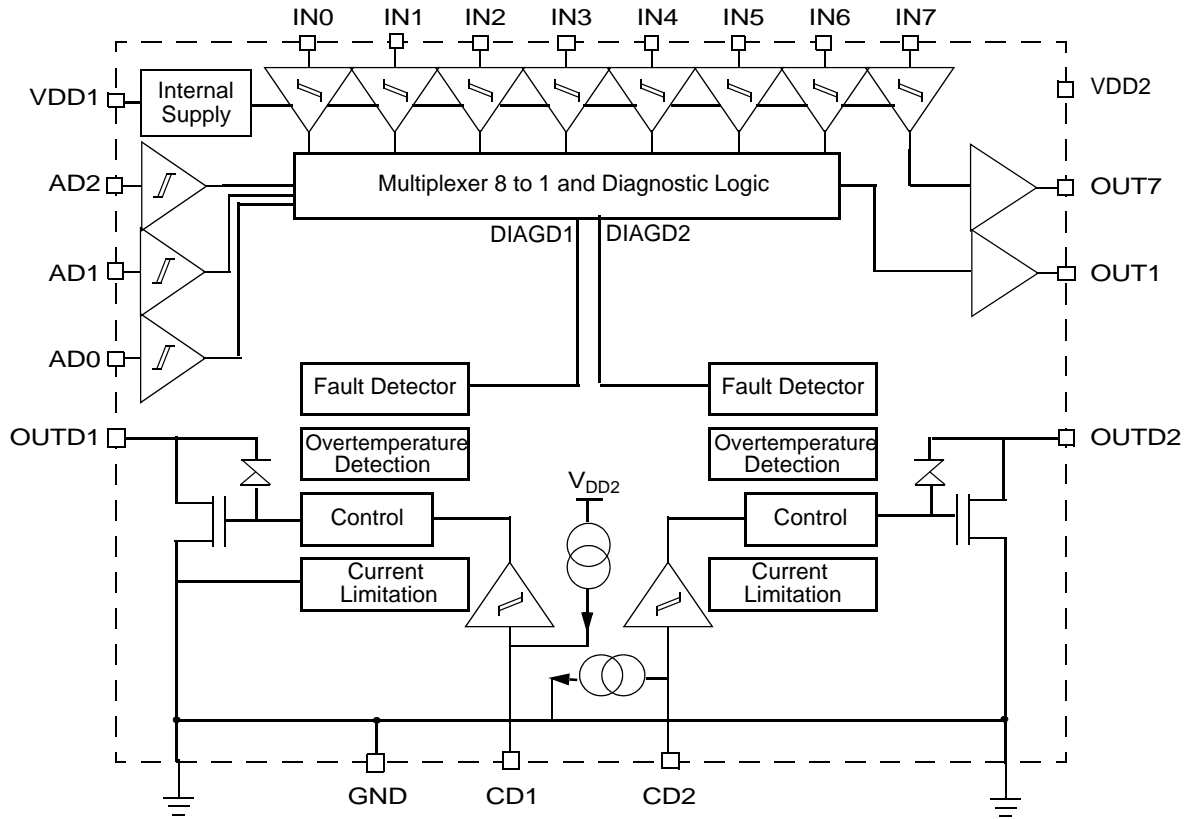 IN0 IN1 IN2 IN3 IN4 IN5 IN6 IN7
VDD1
Internal
Supply
VDD2
AD2
Multiplexer 8 to 1 and Diagnostic Logic
OUT7
DIAGD1 DIAGD2
AD1
OUT1
AD0
Fault Detector
Fault Detector
OUTD1
Overtemperature
Detection
Overtemperature
Detection
OUTD2
VDD2
Control
Control
Current
Limitation
Current
Limitation
GND CD1 CD2